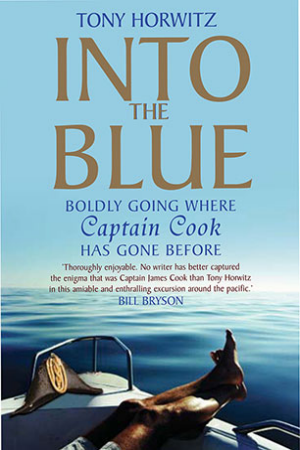 TONY HORWITZ
INTO
THE
BLUE
BOLDLY GOING WHERE
Captain Cook
HAS GONE BEFORE
'Thoroughly enjoyable. No writer has better captured
the enigma that was Captain James Cook than Tony Horwitz
in this amiable and enthralling excursion around the pacific.'
BILL BRYSON